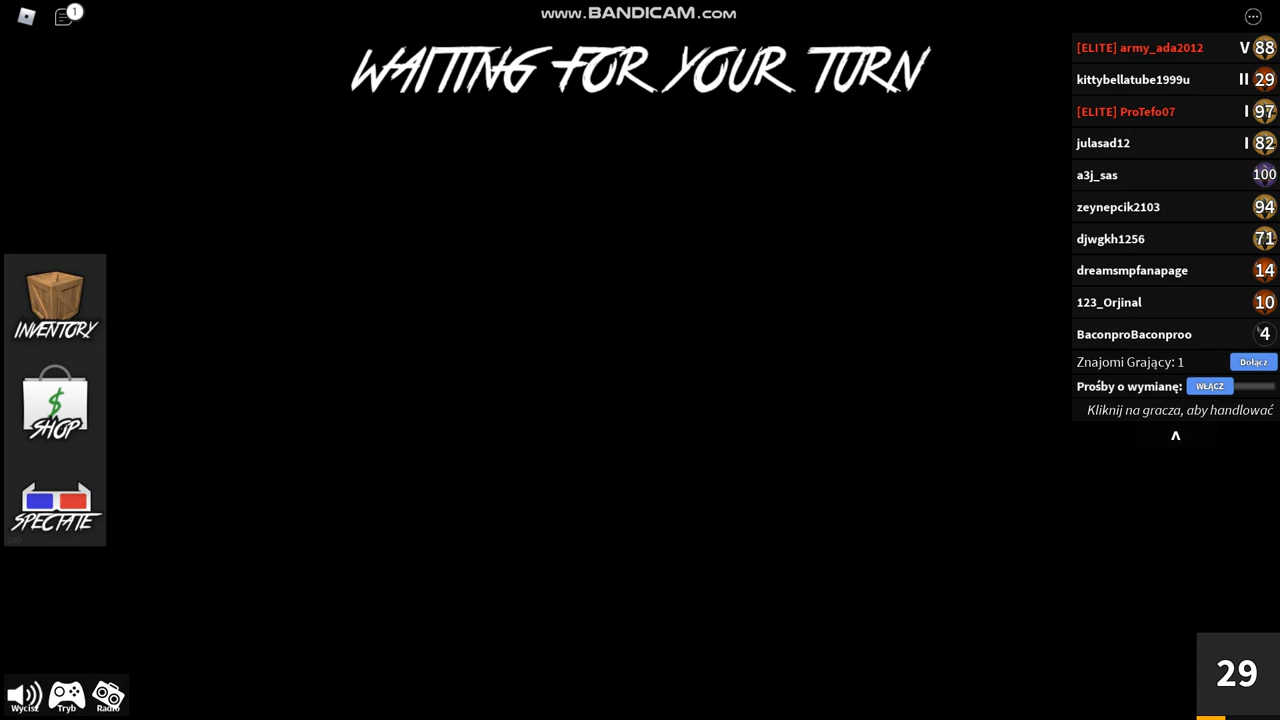 1
www.BANDICAM.com
WAITING FOR YOUR TURN
[ELITE] army_ada2012 V 88
kittybellatube1999u II 29
[ELITE] ProTefo07 I 97
julasad12 I 82
a3j_sas 100
zeynepcik2103 94
djwgkh1256 71
dreamsmpfanapage 14
123_Orjinal 10
BaconproBaconproo 4
Znajomi Grający: 1 Dołącz
Prośby o wymianę: WŁĄCZ
Kliknij na gracza, aby handlować
^
INVENTORY
$
SHOP
SPECTATE
Wycisz Tryb Radio
29